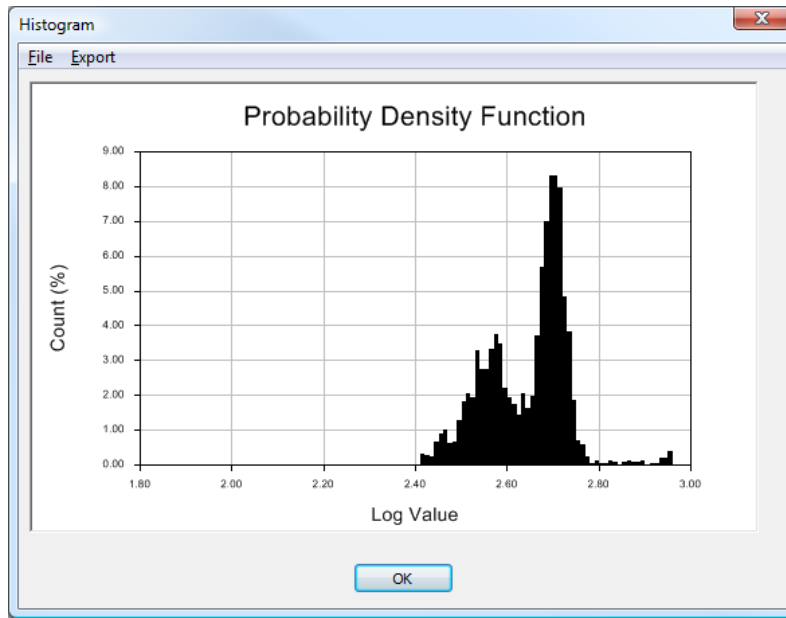 Histogram
File Export
Probability Density Function
9.00
8.00
7.00
6.00
5.00
4.00
3.00
2.00
1.00
0.00
Count (%)
1.80 2.00 2.20 2.40 2.60 2.80 3.00
Log Value
OK